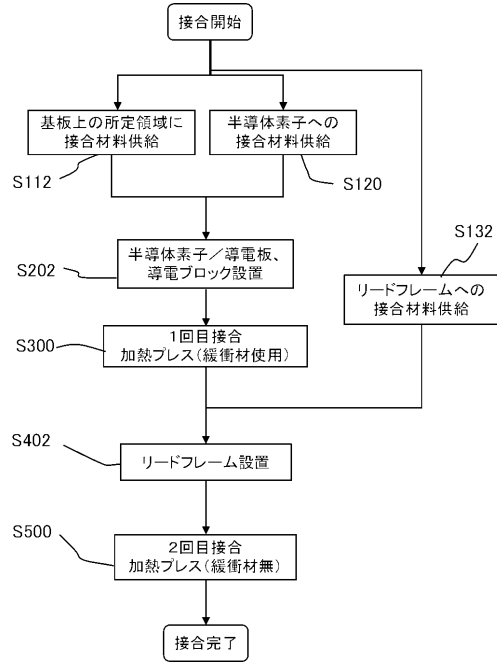 接合開始
基板上の所定領域に
接合材料供給
半導体素子への
接合材料供給
S112
S120
S132
半導体素子／導電板、
導電ブロック設置
S202
リードフレームへの
接合材料供給
1回目接合
加熱プレス(緩衝材使用)
S300
S402
リードフレーム設置
S500
2回目接合
加熱プレス(緩衝材無)
接合完了